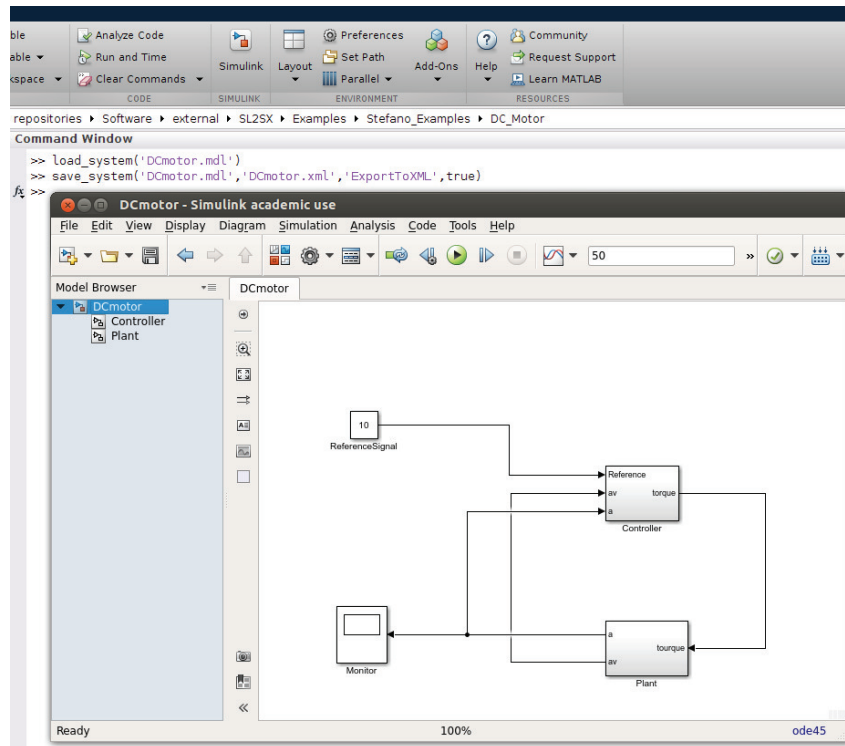 ble Analyze Code Preferences Community
able Run and Time Simulink Layout Set Path Add-Ons Help Request Support
kspace Clear Commands Parallel Learn MATLAB
CODE SIMULINK ENVIRONMENT RESOURCES
repositories ▸ Software ▸ external ▸ SL2SX ▸ Examples ▸ Stefano_Examples ▸ DC_Motor
Command Window
>> load_system('DCmotor.mdl')
>> save_system('DCmotor.mdl','DCmotor.xml','ExportToXML',true)
fx >>
DCmotor - Simulink academic use
File Edit View Display Diagram Simulation Analysis Code Tools Help
50 »
Model Browser DCmotor
DCmotor
Controller
Plant
10
ReferenceSignal
Reference
av torque
a
Controller
a
tourque
av
Monitor
Plant
Ready 100% ode45